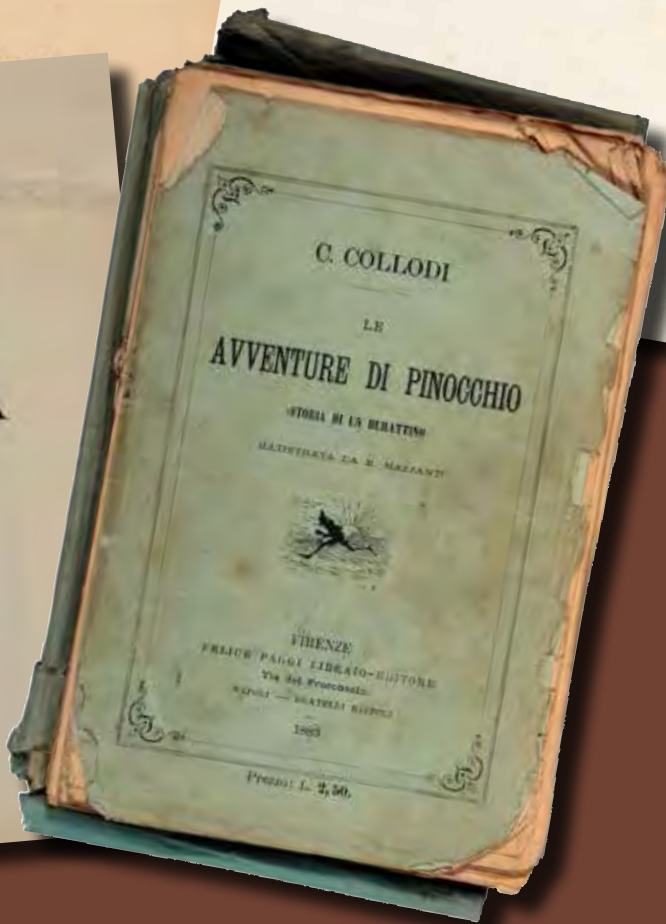 C. COLLODI
LE
AVVENTURE DI PINOCCHIO
STORIA DI UN BURATTINO
ILLUSTRATA DA E. MAZZANTI
FIRENZE
FELICE PAGGI LIBRAIO-EDITORE
Via del Proconsolo
NAPOLI — FRATELLI
1883
Prezzo: L. 2,50.